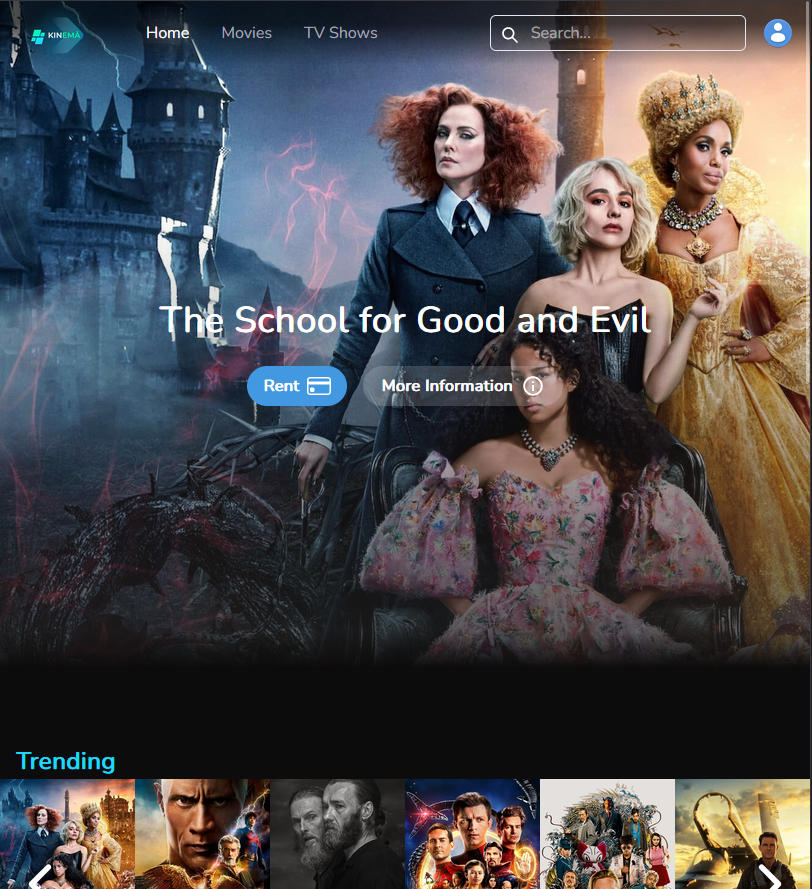 KINEMA
Home Movies TV Shows Search...
The School for Good and Evil
Rent More Information
Trending